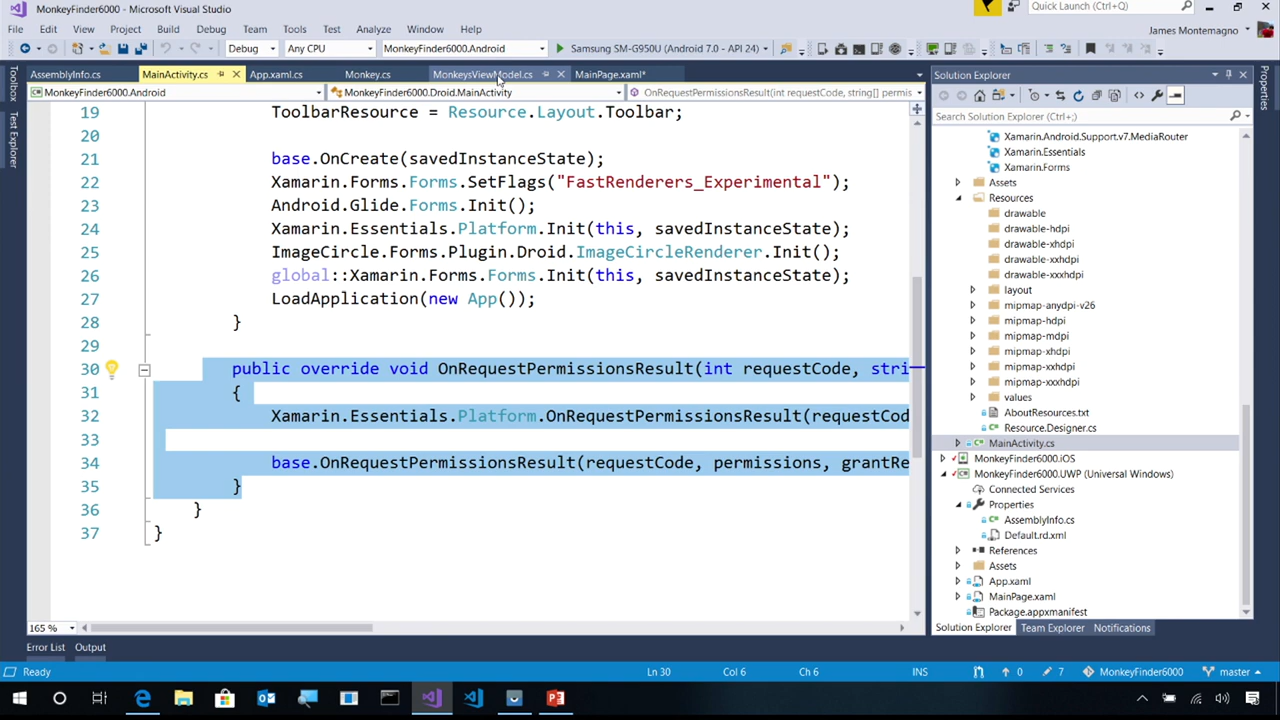 MonkeyFinder6000 - Microsoft Visual Studio
Quick Launch (Ctrl+;)
File Edit View Project Build Debug Team Tools Test Analyze Window Help
James Montemagno
Debug Any CPU MonkeyFinder6000.Android Samsung SM-G950U (Android 7.0 - API 24)
AssemblyInfo.cs MainActivity.cs App.xaml.cs Monkey.cs MonkeysViewModel.cs MainPage.xaml*
MonkeyFinder6000.Android MonkeyFinder6000.Droid.MainActivity OnRequestPermissionsResult(int requestCode, string[] permis
Toolbox
Test Explorer
19 ToolbarResource = Resource.Layout.Toolbar;
20
21 base.OnCreate(savedInstanceState);
22 Xamarin.Forms.Forms.SetFlags("FastRenderers_Experimental");
23 Android.Glide.Forms.Init();
24 Xamarin.Essentials.Platform.Init(this, savedInstanceState);
25 ImageCircle.Forms.Plugin.Droid.ImageCircleRenderer.Init();
26 global::Xamarin.Forms.Forms.Init(this, savedInstanceState);
27 LoadApplication(new App());
28 }
29
30 public override void OnRequestPermissionsResult(int requestCode, stri
31 {
32 Xamarin.Essentials.Platform.OnRequestPermissionsResult(requestCod
33
34 base.OnRequestPermissionsResult(requestCode, permissions, grantRe
35 }
36 }
37 }
165 %
Error List Output
Solution Explorer
Search Solution Explorer (Ctrl+;)
Xamarin.Android.Support.v7.MediaRouter
Xamarin.Essentials
Xamarin.Forms
Assets
Resources
drawable
drawable-hdpi
drawable-xhdpi
drawable-xxhdpi
drawable-xxxhdpi
layout
mipmap-anydpi-v26
mipmap-hdpi
mipmap-mdpi
mipmap-xhdpi
mipmap-xxhdpi
mipmap-xxxhdpi
values
AboutResources.txt
Resource.Designer.cs
MainActivity.cs
MonkeyFinder6000.iOS
MonkeyFinder6000.UWP (Universal Windows)
Connected Services
Properties
AssemblyInfo.cs
Default.rd.xml
References
Assets
App.xaml
MainPage.xaml
Package.appxmanifest
Solution Explorer Team Explorer Notifications
Properties
Ready Ln 30 Col 6 Ch 6 INS 0 7 MonkeyFinder6000 master